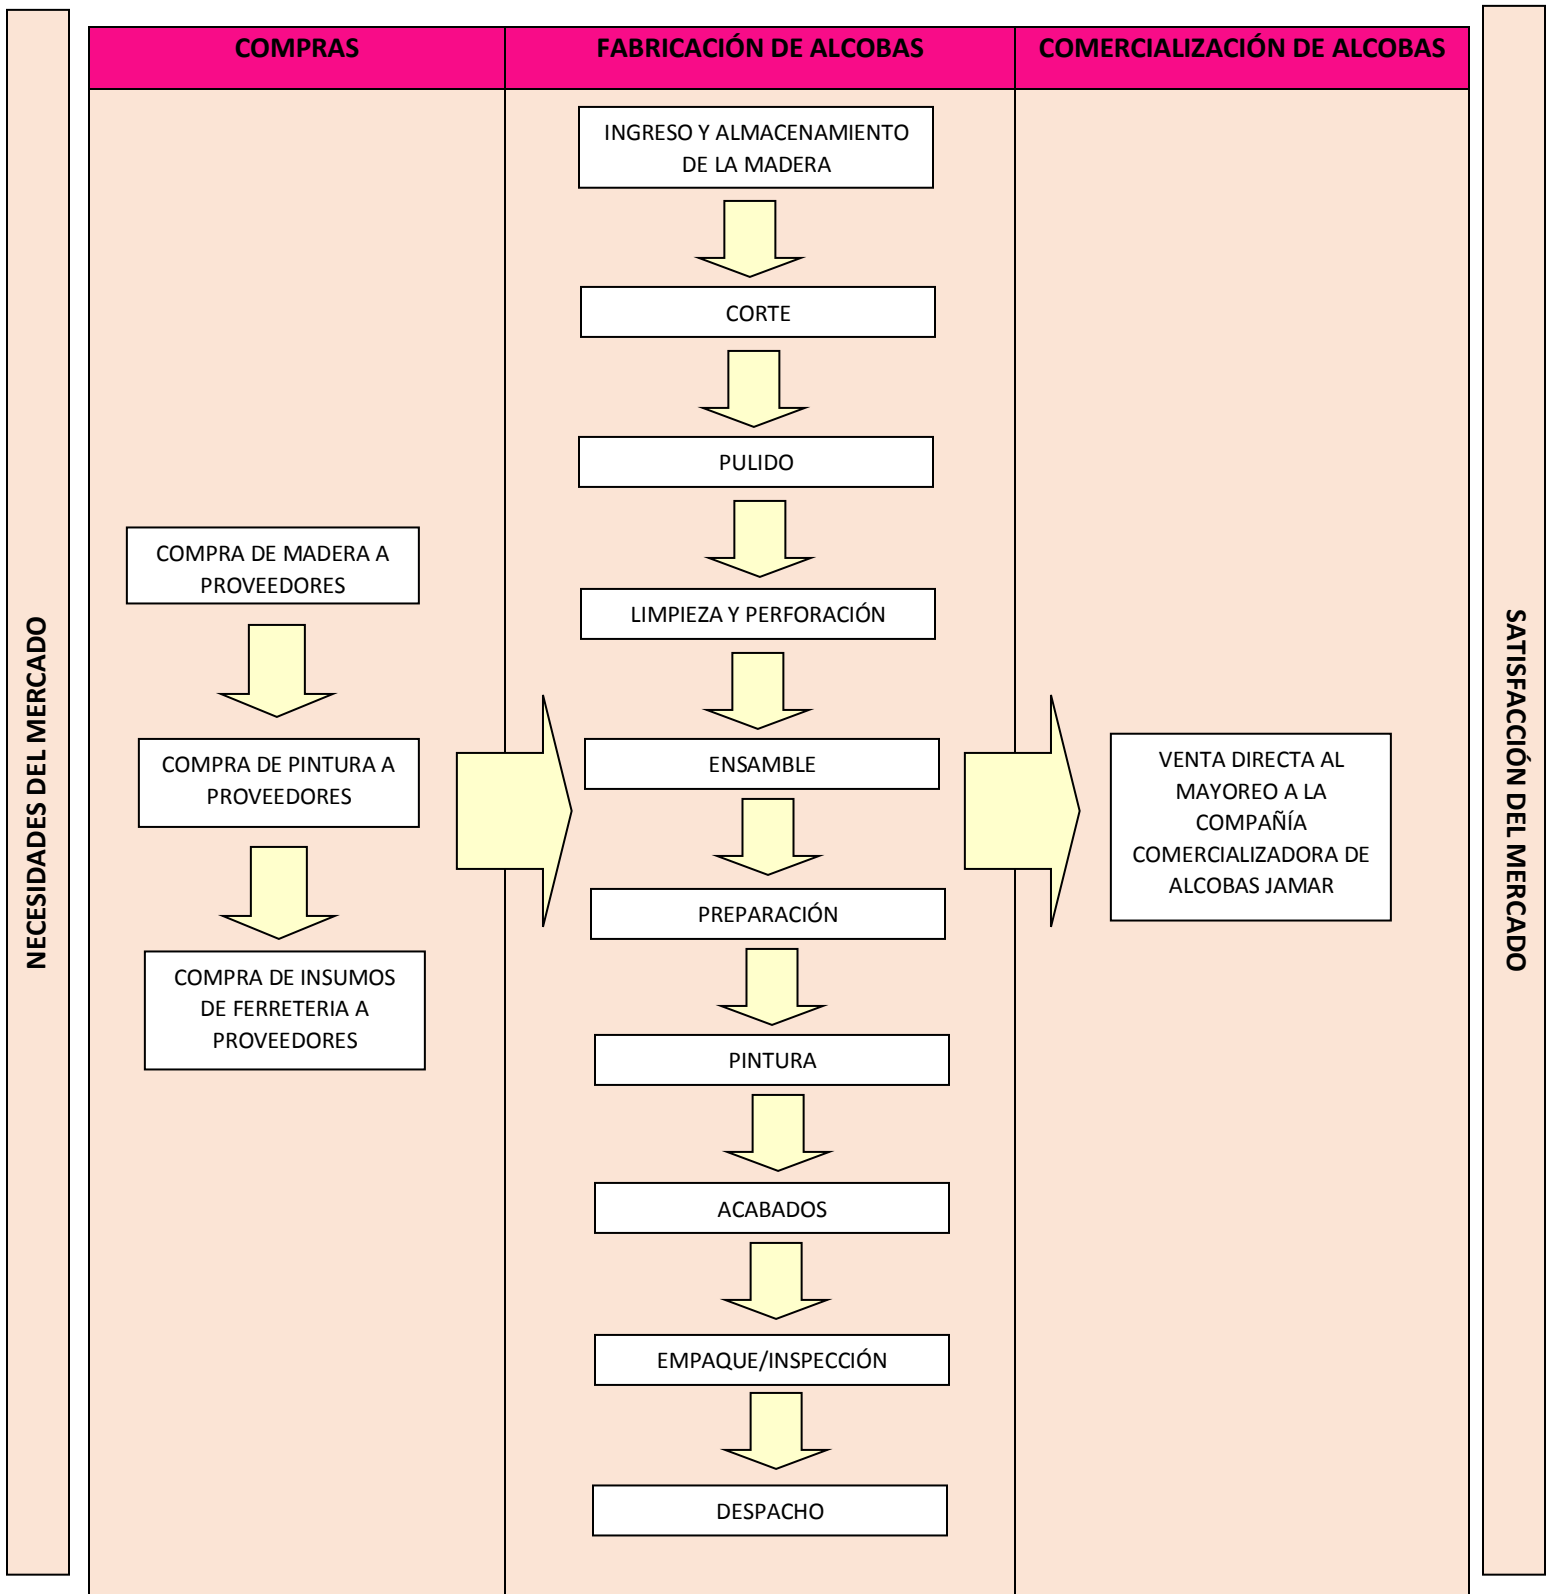 NECESIDADES DEL MERCADO
COMPRAS
COMPRA DE MADERA A
PROVEEDORES
COMPRA DE PINTURA A
PROVEEDORES
COMPRA DE INSUMOS
DE FERRETERIA A
PROVEEDORES
FABRICACIÓN DE ALCOBAS
INGRESO Y ALMACENAMIENTO
DE LA MADERA
CORTE
PULIDO
LIMPIEZA Y PERFORACIÓN
ENSAMBLE
PREPARACIÓN
PINTURA
ACABADOS
EMPAQUE/INSPECCIÓN
DESPACHO
COMERCIALIZACIÓN DE ALCOBAS
VENTA DIRECTA AL
MAYOREO A LA
COMPAÑÍA
COMERCIALIZADORA DE
ALCOBAS JAMAR
SATISFACCIÓN DEL MERCADO